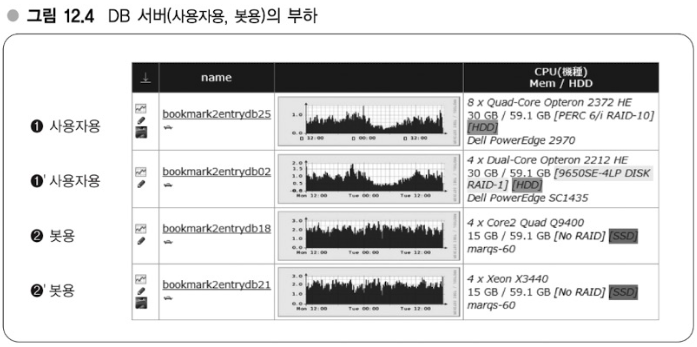 ● 그림 12.4 DB 서버(사용자용, 봇용)의 부하
name
CPU(機種)
Mem / HDD
❶ 사용자용
bookmark2entrydb25
1.0
0.0
12:00
00:00
12:00
8 x Quad-Core Opteron 2372 HE
30 GB / 59.1 GB [PERC 6/i RAID-10]
[HDD]
Dell PowerEdge 2970
❶' 사용자용
bookmark2entrydb02
2.0
1.5
1.0
0.5
0.0
Mon 12:00
Tue 00:00
Tue 12:00
4 x Dual-Core Opteron 2212 HE
30 GB / 59.1 GB [9650SE-4LP DISK
RAID-1] [HDD]
Dell PowerEdge SC1435
❷ 봇용
bookmark2entrydb18
3.0
2.0
1.0
0.0
Mon 12:00
Tue 00:00
Tue 12:00
4 x Core2 Quad Q9400
15 GB / 59.1 GB [No RAID] [SSD]
marqs-60
❷' 봇용
bookmark2entrydb21
3.0
2.0
1.0
0.0
Mon 12:00
Tue 00:00
Tue 12:00
4 x Xeon X3440
15 GB / 59.1 GB [No RAID] [SSD]
marqs-60